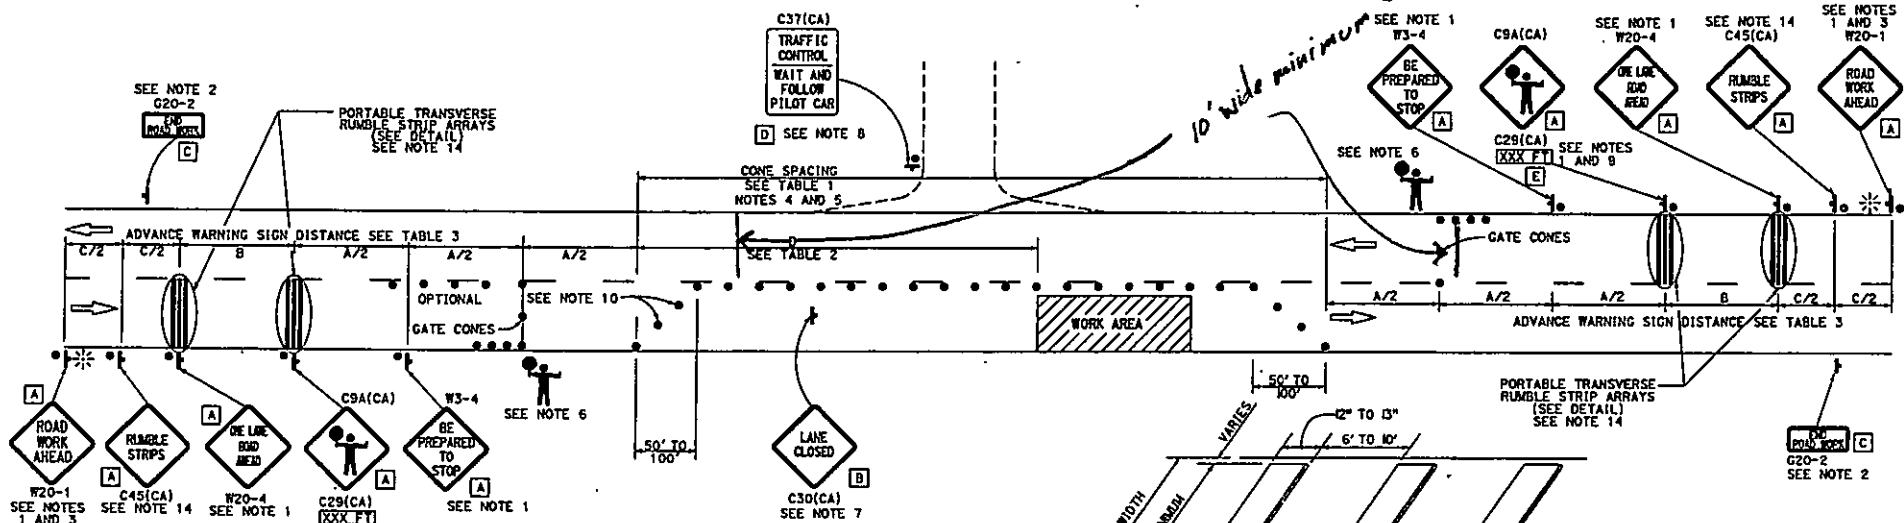 C37(CA)
TRAFFIC
CONTROL
WAIT AND
FOLLOW
PILOT CAR
D SEE NOTE 8
10' wide minimum
SEE NOTE 1
W3-4
BE
PREPARED
TO
STOP
A
C9A(CA)
A
C29(CA)
XXX FT
SEE NOTES
1 AND 9
E
SEE NOTE 1
W20-4
ONE LANE
ROAD
AHEAD
A
SEE NOTE 14
C45(CA)
RUMBLE
STRIPS
A
SEE NOTES
1 AND 3
W20-1
ROAD
WORK
AHEAD
A
SEE NOTE 2
G20-2
END
ROAD WORK
C
PORTABLE TRANSVERSE
RUMBLE STRIP ARRAYS
(SEE DETAIL)
SEE NOTE 14
CONE SPACING
SEE TABLE 1
NOTES 4 AND 5
SEE NOTE 6
ADVANCE WARNING SIGN DISTANCE SEE TABLE 3
C/2
C/2
B
A/2
A/2
A/2
SEE TABLE 2
GATE CONES
OPTIONAL
SEE NOTE 10
GATE CONES
WORK AREA
A/2
A/2
A/2
B
C/2
C/2
ADVANCE WARNING SIGN DISTANCE SEE TABLE 3
SEE NOTE 6
50' TO
100'
50' TO
100'
PORTABLE TRANSVERSE
RUMBLE STRIP ARRAYS
(SEE DETAIL)
SEE NOTE 14
A
ROAD
WORK
AHEAD
W20-1
SEE NOTES
1 AND 3
RUMBLE
STRIPS
A
C45(CA)
SEE NOTE 14
A
ONE LANE
ROAD
AHEAD
W20-4
SEE NOTE 1
C9A(CA)
A
C29(CA)
XXX FT
W3-4
BE
PREPARED
TO
STOP
A
SEE NOTE 1
LANE
CLOSED
B
C30(CA)
SEE NOTE 7
VARIES
12" TO 13"
6' TO 10'
WIDTH
END
ROAD WORK
C
G20-2
SEE NOTE 2